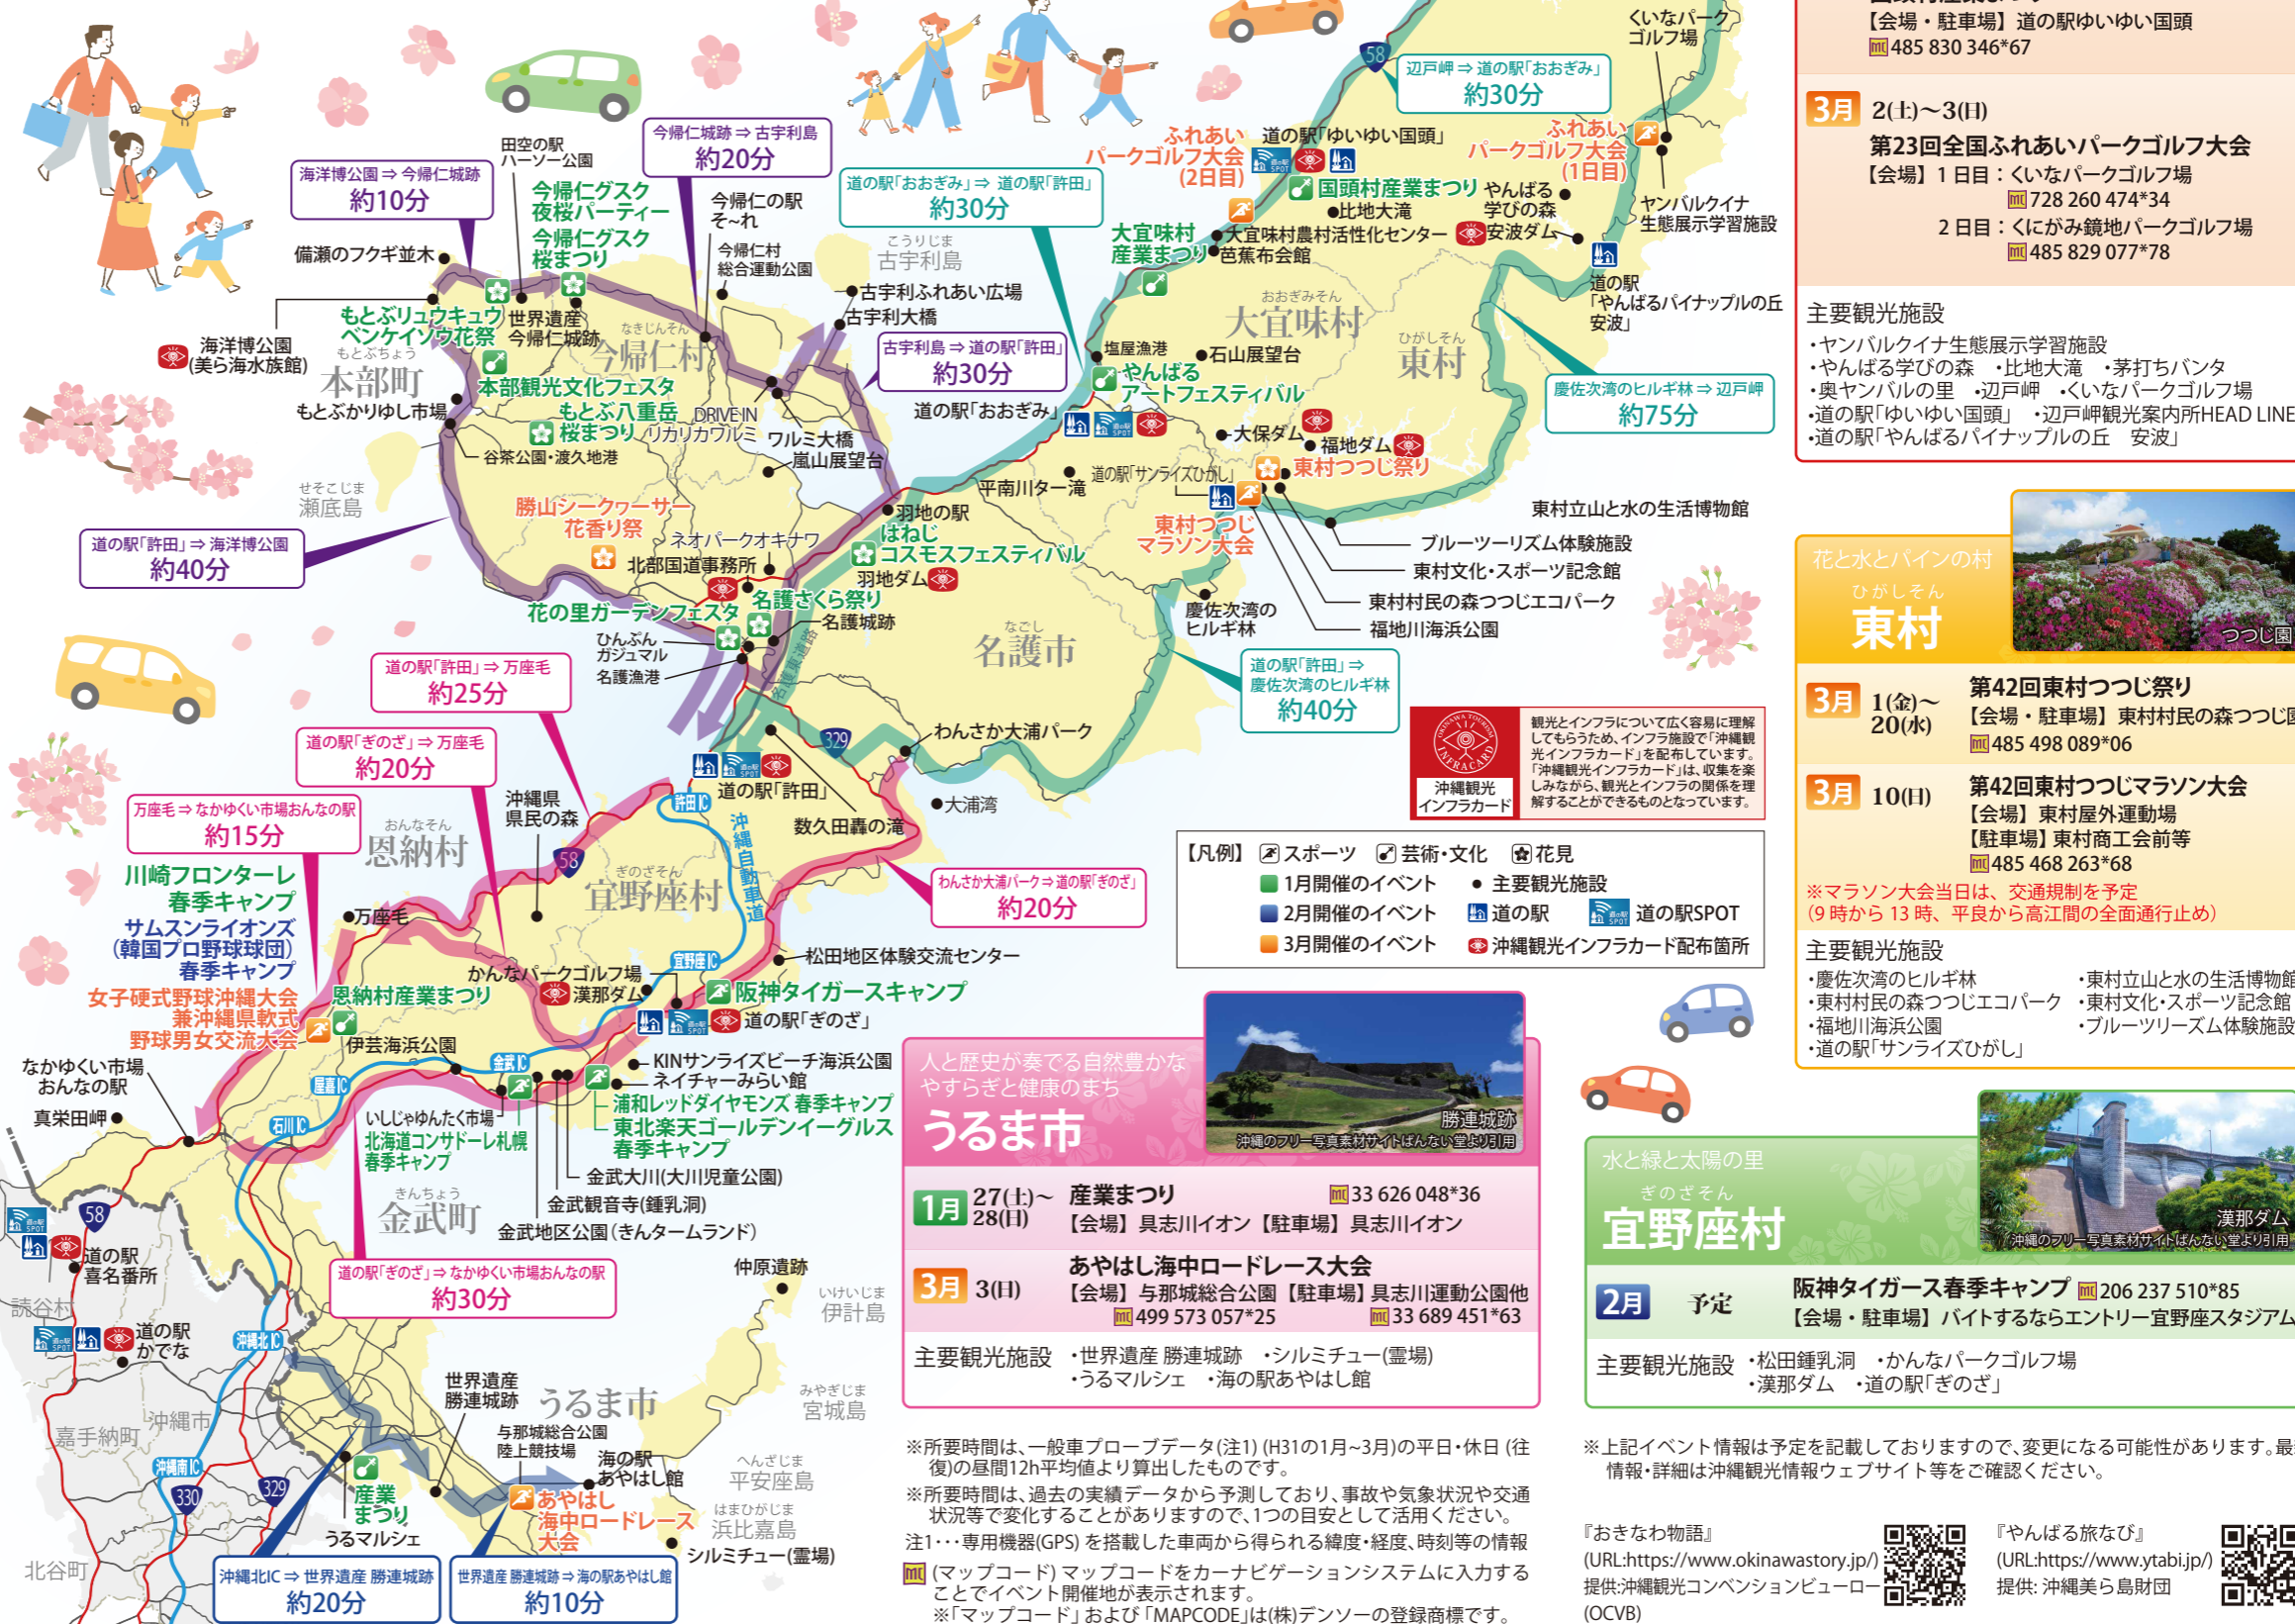 くいなパーク
ゴルフ場
58
辺戸岬 ⇒ 道の駅「おおぎみ」
約30分
今帰仁城跡 ⇒ 古宇利島
約20分
田空の駅
ハーソー公園
海洋博公園 ⇒ 今帰仁城跡
約10分
今帰仁グスク
夜桜パーティー
今帰仁グスク
桜まつり
今帰仁の駅
そ～れ
今帰仁村
総合運動公園
道の駅「おおぎみ」⇒ 道の駅「許田」
約30分
ふれあい
パークゴルフ大会
(2日目)
道の駅「ゆいゆい国頭」
ふれあい
パークゴルフ大会
(1日目)
国頭村産業まつり
比地大滝
やんばる
学びの森
ヤンバルクイナ
生態展示学習施設
大宜味村
産業まつり
大宜味村農村活性化センター
芭蕉布会館
安波ダム
道の駅
「やんばるパイナップルの丘
安波」
備瀬のフクギ並木
こうりじま
古宇利島
古宇利ふれあい広場
古宇利大橋
海洋博公園
(美ら海水族館)
もとぶリュウキュウ
ベンケイソウ花祭
世界遺産
今帰仁城跡
なきじんそん
今帰仁村
もとぶちょう
本部町
おおぎみそん
大宜味村
ひがしそん
東村
古宇利島 ⇒ 道の駅「許田」
約30分
塩屋漁港
石山展望台
やんばる
アートフェスティバル
慶佐次湾のヒルギ林 ⇒ 辺戸岬
約75分
本部観光文化フェスタ
もとぶかりゆし市場
もとぶ八重岳
桜まつり
DRIVE IN
リカリカワルミ
ワルミ大橋
嵐山展望台
道の駅「おおぎみ」
谷茶公園・渡久地港
大保ダム
福地ダム
道の駅「サンライズひがし」
東村つつじ祭り
平南川ター滝
せそこじま
瀬底島
勝山シークヮーサー
花香り祭
羽地の駅
はねじ
コスモスフェスティバル
東村つつじ
マラソン大会
東村立山と水の生活博物館
ブルーツーリズム体験施設
東村文化・スポーツ記念館
東村村民の森つつじエコパーク
福地川海浜公園
道の駅「許田」⇒ 海洋博公園
約40分
ネオパークオキナワ
北部国道事務所
羽地ダム
花の里ガーデンフェスタ
名護さくら祭り
名護城跡
ひんぷん
ガジュマル
名護漁港
名護東道路
なごし
名護市
慶佐次湾の
ヒルギ林
道の駅「許田」⇒
慶佐次湾のヒルギ林
約40分
道の駅「許田」⇒ 万座毛
約25分
道の駅「ぎのざ」⇒ 万座毛
約20分
329
わんさか大浦パーク
大浦湾
道の駅「許田」
許田IC
数久田轟の滝
万座毛 ⇒ なかゆくい市場おんなの駅
約15分
おんなそん
恩納村
沖縄県
県民の森
58
ぎのざそん
宜野座村
沖縄自動車道
わんさか大浦パーク ⇒ 道の駅「ぎのざ」
約20分
川崎フロンターレ
春季キャンプ
サムスンライオンズ
(韓国プロ野球球団)
春季キャンプ
女子硬式野球沖縄大会
兼沖縄県軟式
野球男女交流大会
万座毛
宜野座IC
松田地区体験交流センター
恩納村産業まつり
かんなパークゴルフ場
漢那ダム
阪神タイガースキャンプ
道の駅「ぎのざ」
伊芸海浜公園
金武IC
屋嘉IC
石川IC
KINサンライズビーチ海浜公園
ネイチャーみらい館
浦和レッドダイヤモンズ 春季キャンプ
東北楽天ゴールデンイーグルス
春季キャンプ
なかゆくい市場
おんなの駅
真栄田岬
いしじゃゆんたく市場
北海道コンサドーレ札幌
春季キャンプ
金武大川(大川児童公園)
金武観音寺(鍾乳洞)
金武地区公園(きんタームランド)
きんちょう
金武町
58
道の駅
喜名番所
読谷村
道の駅
かでな
道の駅「ぎのざ」⇒ なかゆくい市場おんなの駅
約30分
沖縄北IC
嘉手納町
沖縄市
沖縄南IC
330
329
北谷町
仲原遺跡
いけいじま
伊計島
世界遺産
勝連城跡
うるま市
みやぎじま
宮城島
与那城総合公園
陸上競技場
海の駅
あやはし館
へんざじま
平安座島
産業
まつり
うるマルシェ
あやはし
海中ロードレース
大会
はまひがじま
浜比嘉島
シルミチュー(霊場)
沖縄北IC ⇒ 世界遺産 勝連城跡
約20分
世界遺産 勝連城跡 ⇒ 海の駅あやはし館
約10分
OKINAWA TOURISM
INFRACARD
沖縄観光
インフラカード
観光とインフラについて広く容易に理解
してもらうため、インフラ施設で「沖縄観
光インフラカード」を配布しています。
「沖縄観光インフラカード」は、収集を楽
しみながら、観光とインフラの関係を理
解することができるものとなっています。
【凡例】 スポーツ 芸術・文化 花見
1月開催のイベント ● 主要観光施設
2月開催のイベント 道の駅 道の駅SPOT
3月開催のイベント 沖縄観光インフラカード配布箇所
人と歴史が奏でる自然豊かな
やすらぎと健康のまち
うるま市
勝連城跡
沖縄のフリー写真素材サイトばんない堂より引用
1月 27(土)～28(日) 産業まつり 33 626 048*36
【会場】具志川イオン【駐車場】具志川イオン
3月 3(日) あやはし海中ロードレース大会
【会場】与那城総合公園【駐車場】具志川運動公園他
499 573 057*25 33 689 451*63
主要観光施設 ・世界遺産 勝連城跡 ・シルミチュー(霊場)
・うるマルシェ ・海の駅あやはし館
※所要時間は、一般車プローブデータ(注1) (H31の1月~3月)の平日・休日 (往
復)の昼間12h平均値より算出したものです。
※所要時間は、過去の実績データから予測しており、事故や気象状況や交通
状況等で変化することがありますので、1つの目安として活用ください。
注1・・・専用機器(GPS) を搭載した車両から得られる緯度・経度、時刻等の情報
(マップコード) マップコードをカーナビゲーションシステムに入力する
ことでイベント開催地が表示されます。
※「マップコード」および「MAPCODE」は(株)デンソーの登録商標です。
【会場・駐車場】道の駅ゆいゆい国頭
485 830 346*67
3月 2(土)～3(日)
第23回全国ふれあいパークゴルフ大会
【会場】1日目：くいなパークゴルフ場
728 260 474*34
2日目：くにがみ鏡地パークゴルフ場
485 829 077*78
主要観光施設
・ヤンバルクイナ生態展示学習施設
・やんばる学びの森 ・比地大滝 ・茅打ちバンタ
・奥ヤンバルの里 ・辺戸岬 ・くいなパークゴルフ場
・道の駅「ゆいゆい国頭」 ・辺戸岬観光案内所HEAD LINE
・道の駅「やんばるパイナップルの丘 安波」
花と水とパインの村
ひがしそん
東村
つつじ園
3月 1(金)～20(水) 第42回東村つつじ祭り
【会場・駐車場】東村村民の森つつじ
485 498 089*06
3月 10(日) 第42回東村つつじマラソン大会
【会場】東村屋外運動場
【駐車場】東村商工会前等
485 468 263*68
※マラソン大会当日は、交通規制を予定
(9時から13時、平良から高江間の全面通行止め)
主要観光施設
・慶佐次湾のヒルギ林 ・東村立山と水の生活博物館
・東村村民の森つつじエコパーク ・東村文化・スポーツ記念館
・福地川海浜公園 ・ブルーツリーズム体験施設
・道の駅「サンライズひがし」
水と緑と太陽の里
ぎのざそん
宜野座村
漢那ダム
沖縄のフリー写真素材サイトばんない堂より引用
2月 予定 阪神タイガース春季キャンプ 206 237 510*85
【会場・駐車場】バイトするならエントリー宜野座スタジアム
主要観光施設 ・松田鍾乳洞 ・かんなパークゴルフ場
・漢那ダム ・道の駅「ぎのざ」
※上記イベント情報は予定を記載しておりますので、変更になる可能性があります。最
情報・詳細は沖縄観光情報ウェブサイト等をご確認ください。
『おきなわ物語』
(URL:https://www.okinawastory.jp/)
提供:沖縄観光コンベンションビューロー
(OCVB)
『やんばる旅なび』
(URL:https://www.ytabi.jp/)
提供: 沖縄美ら島財団